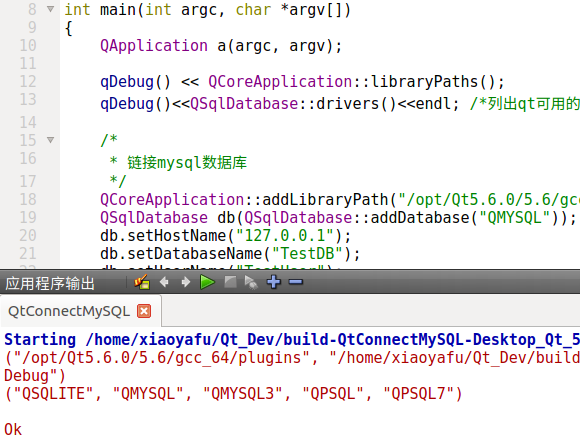 8 int main(int argc, char *argv[])
9 {
10 QApplication a(argc, argv);
11
12 qDebug() << QCoreApplication::libraryPaths();
13 qDebug()<<QSqlDatabase::drivers()<<endl; /*列出qt可用的
14
15 /*
16 * 链接mysql数据库
17 */
18 QCoreApplication::addLibraryPath("/opt/Qt5.6.0/5.6/gcc
19 QSqlDatabase db(QSqlDatabase::addDatabase("QMYSQL"));
20 db.setHostName("127.0.0.1");
21 db.setDatabaseName("TestDB");
22 db.setUserName("TestUser");
应用程序输出
QtConnectMySQL
Starting /home/xiaoyafu/Qt_Dev/build-QtConnectMySQL-Desktop_Qt_5
("/opt/Qt5.6.0/5.6/gcc_64/plugins", "/home/xiaoyafu/Qt_Dev/build
Debug")
("QSQLITE", "QMYSQL", "QMYSQL3", "QPSQL", "QPSQL7")
Ok